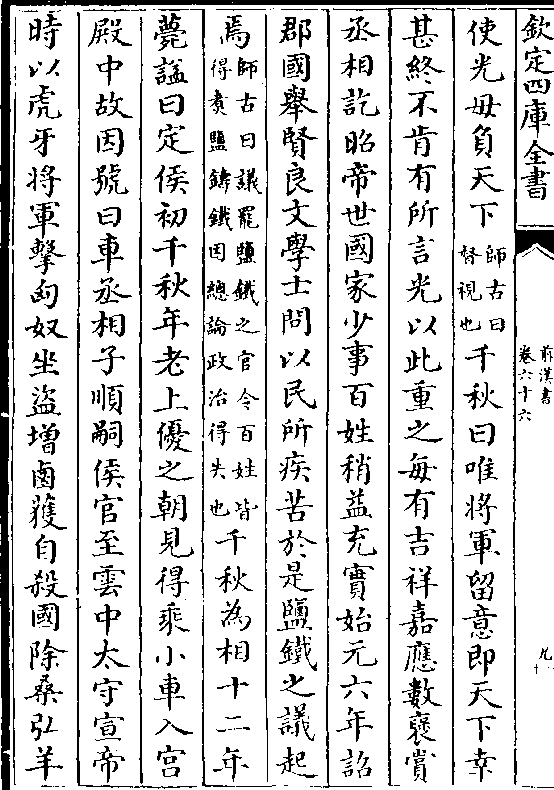 欽定四庫全書
前漢書
卷六十六
使光毋負天下師古曰督視也千秋曰唯將軍留意即天下幸
甚終不肯有所言光以此重之每有吉祥嘉應數褒賞
丞相訖昭帝世國家少事百姓稍益充實始元六年詔
郡國舉賢良文學士問以民所疾苦於是鹽鐵之議起
焉師古曰議罷鹽鐵之官令百姓皆得煑鹽鑄鐵因總論政治得失也千秋為相十二年
薨諡曰定侯初千秋年老上優之朝見得乘小車入宫
殿中故因號曰車丞相子順嗣侯官至雲中太守宣帝
時以虎牙將軍擊匈奴坐盜增鹵獲自殺國除桑弘羊